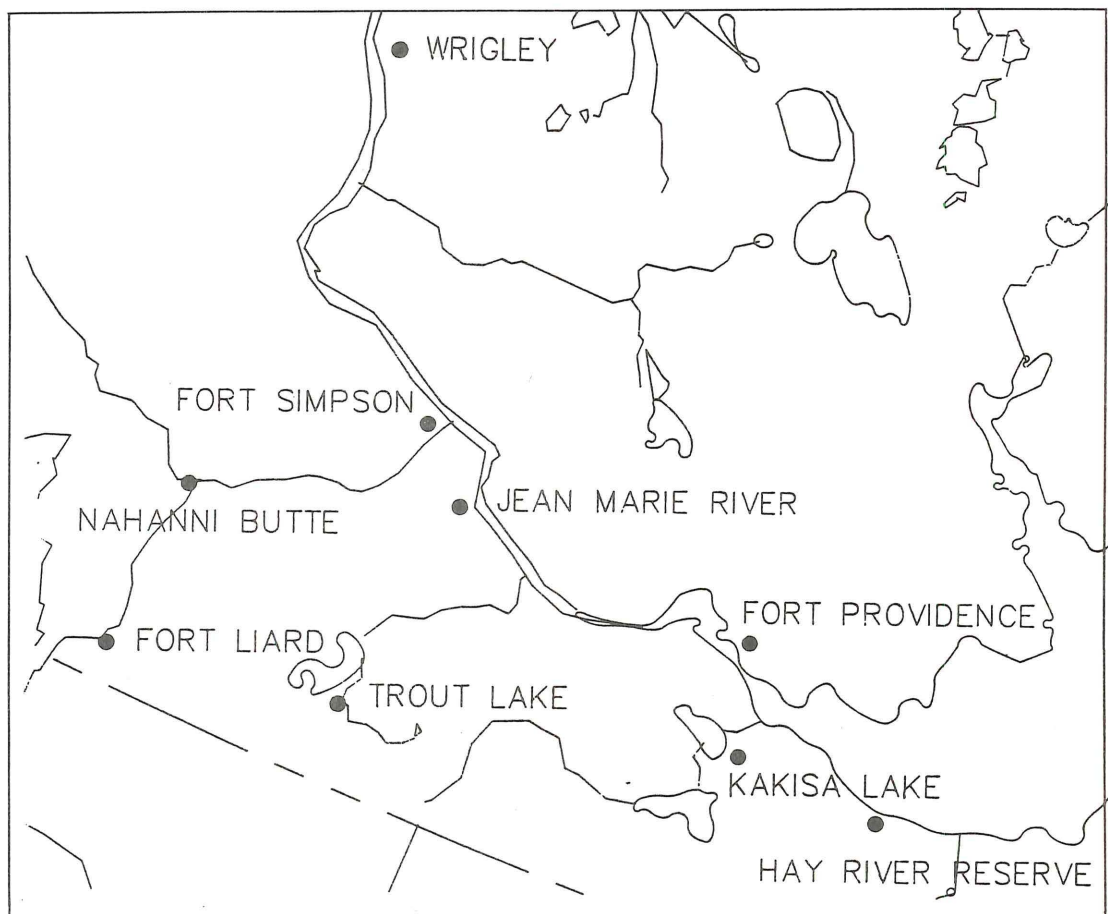 WRIGLEY
FORT SIMPSON
NAHANNI BUTTE
JEAN MARIE RIVER
FORT PROVIDENCE
FORT LIARD
TROUT LAKE
KAKISA LAKE
HAY RIVER RESERVE